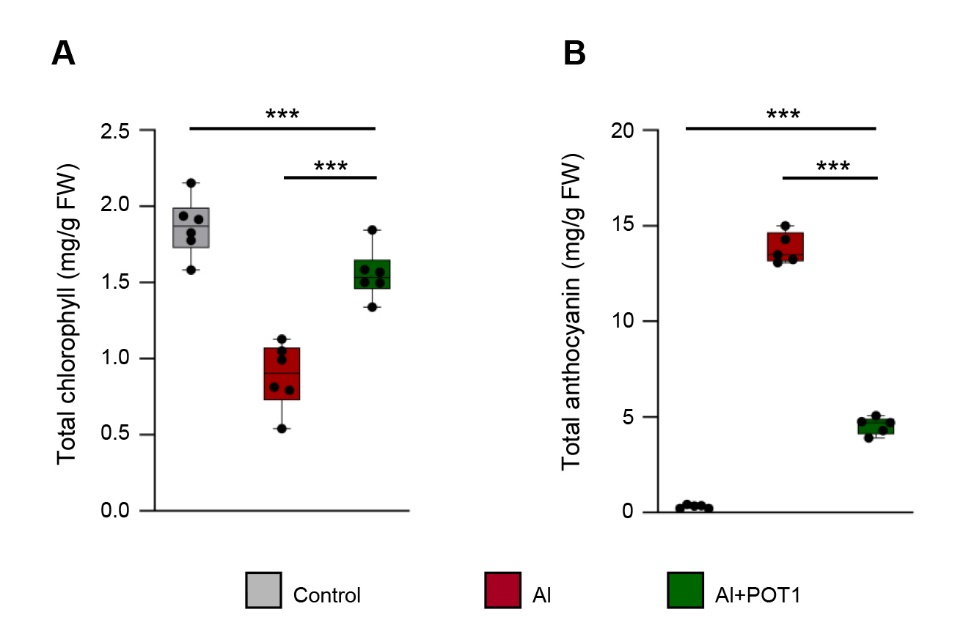 A
B
***
***
***
***
Total chlorophyll (mg/g FW)
2.5
2.0
1.5
1.0
0.5
0.0
Total anthocyanin (mg/g FW)
20
15
10
5
0
Control
Al
Al+POT1